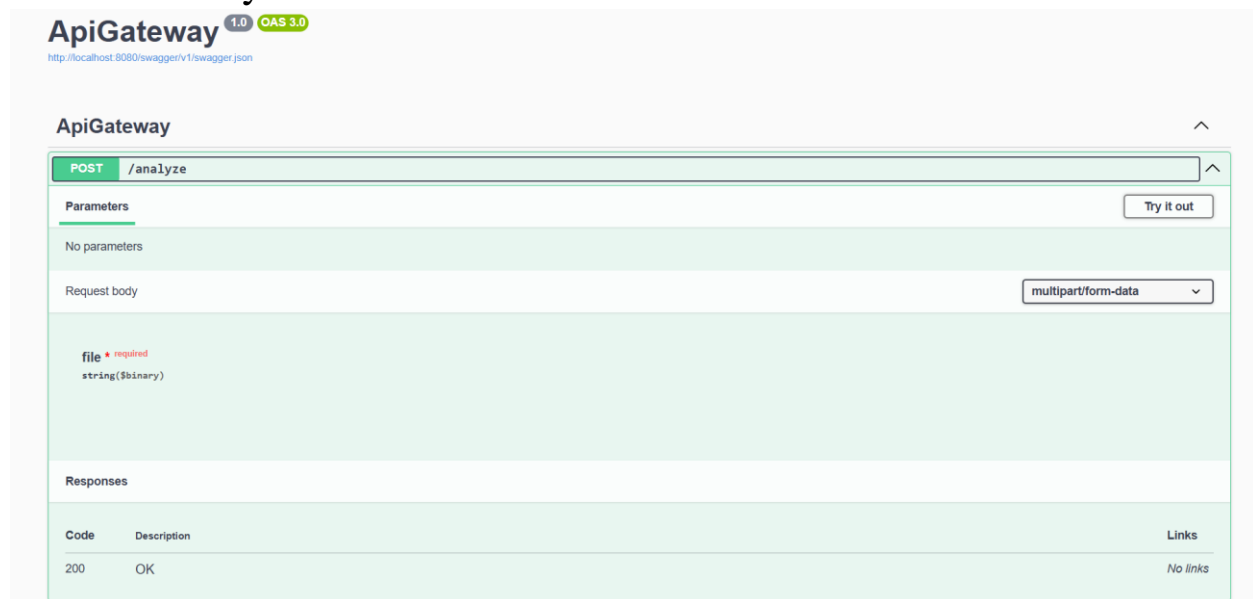 ApiGateway 1.0 OAS 3.0
http://localhost:8080/swagger/v1/swagger.json
ApiGateway
POST /analyze
Parameters Try it out
No parameters
Request body multipart/form-data
file * required
string($binary)
Responses
Code Description Links
200 OK No links